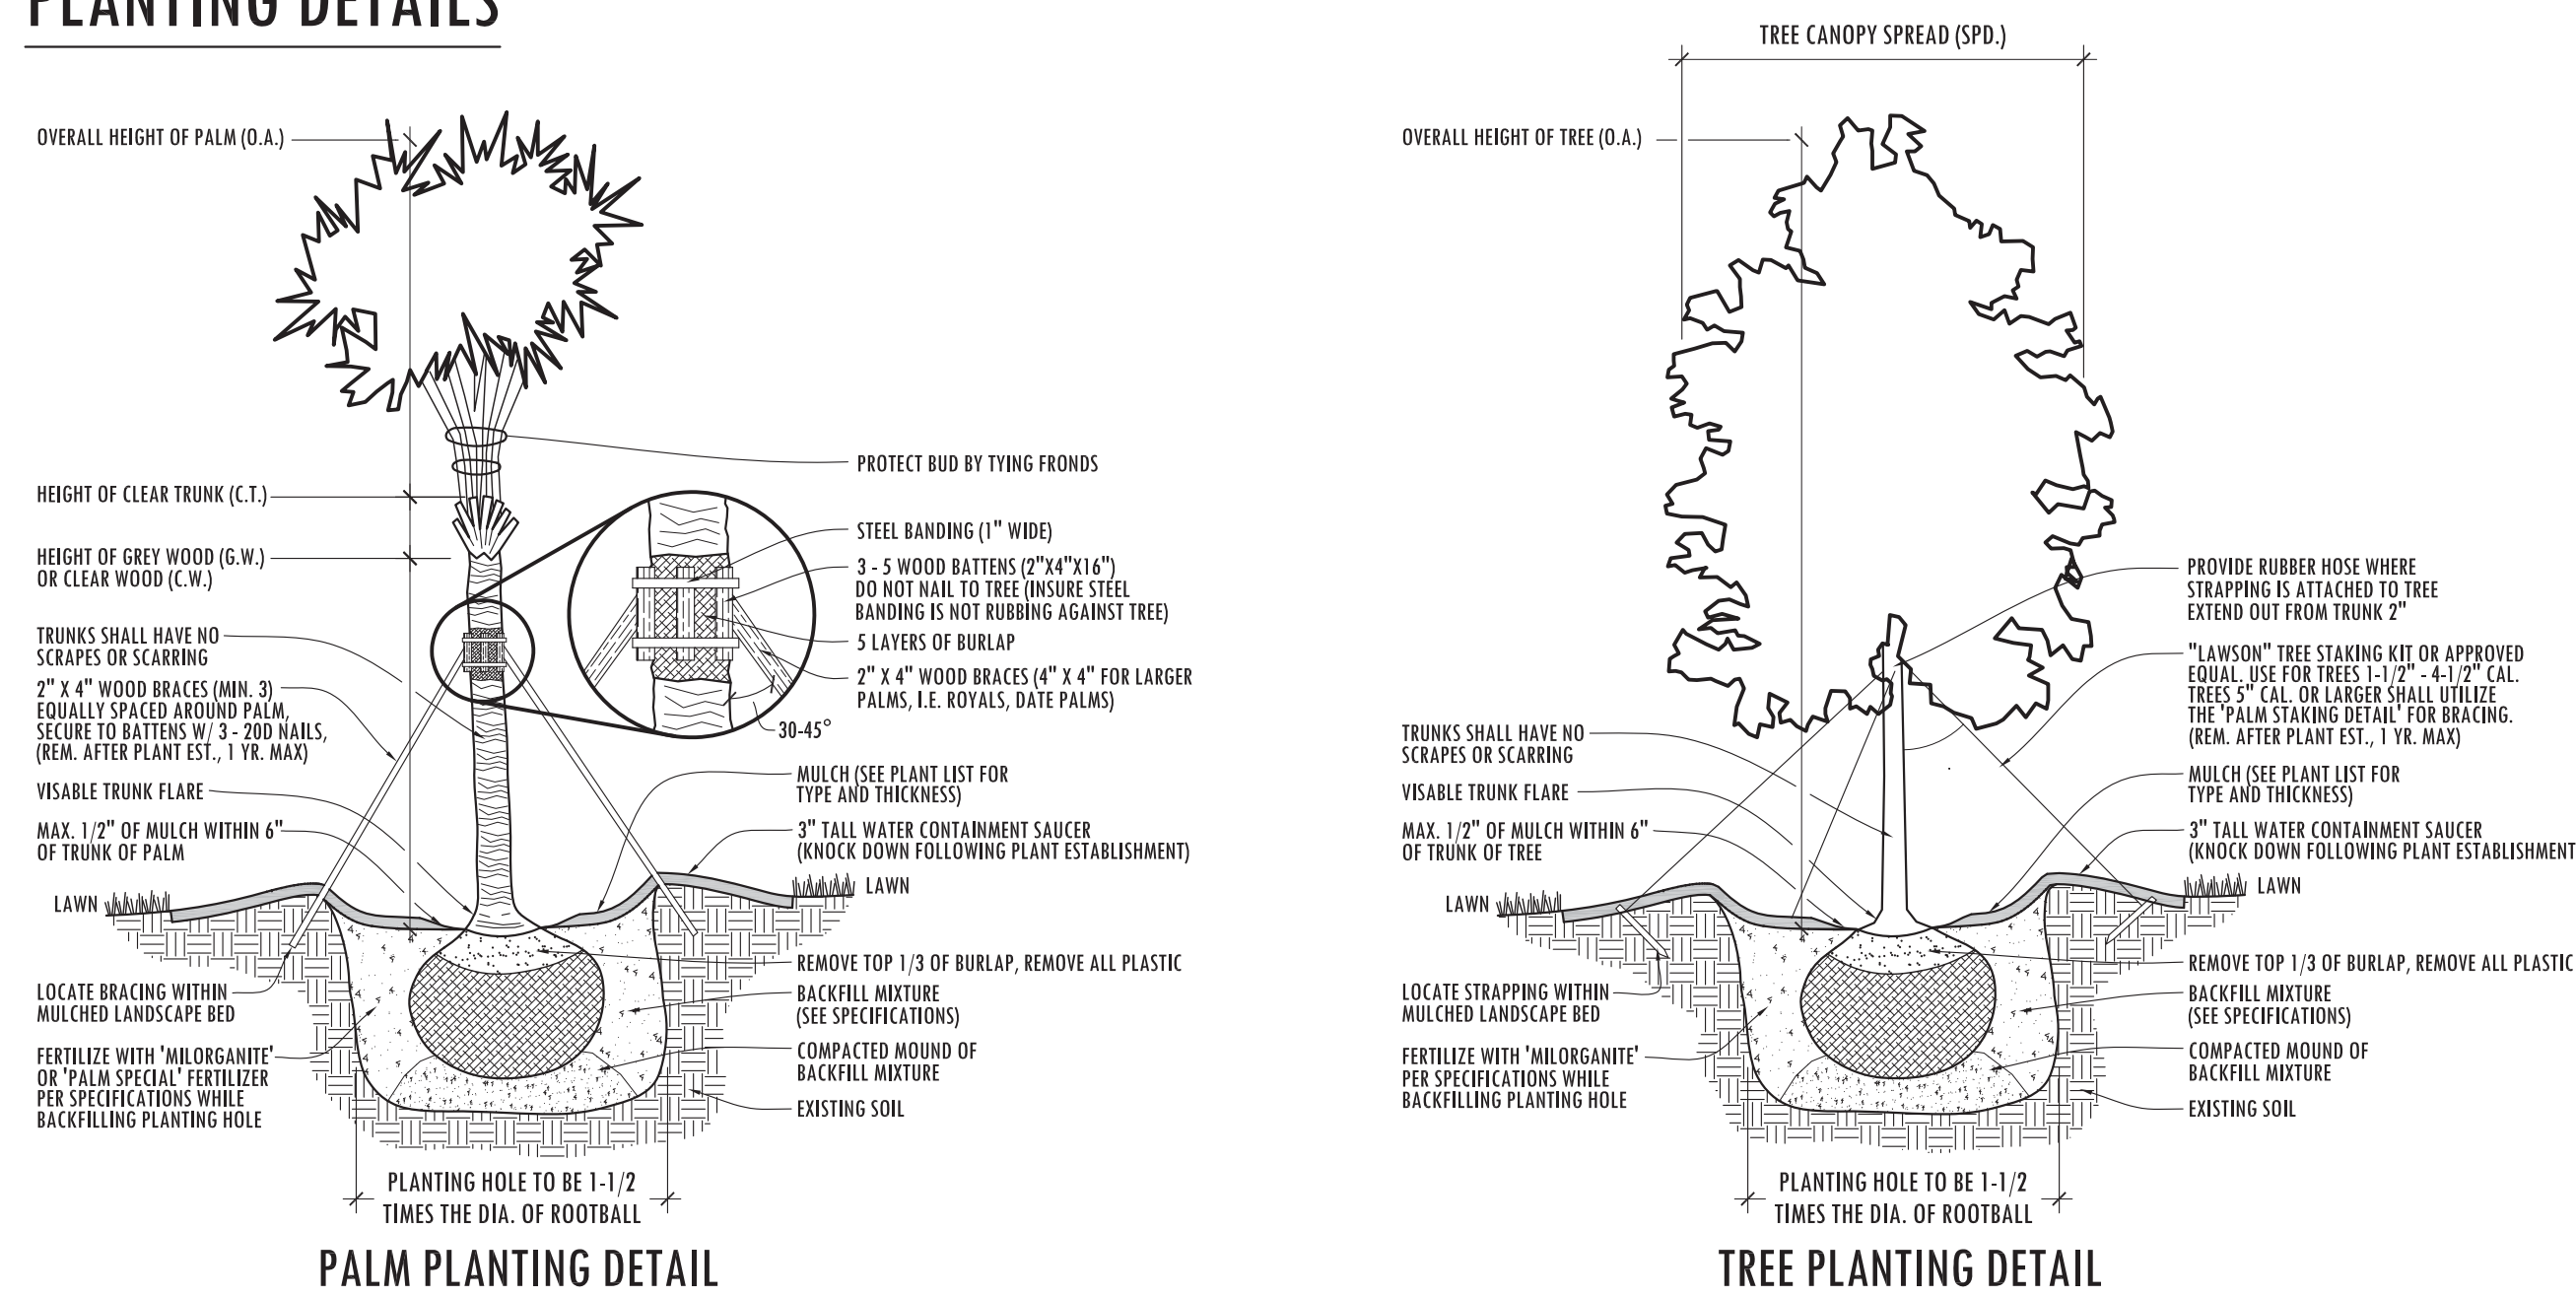 PLANTING DETAILS
OVERALL HEIGHT OF PALM (O.A.)
HEIGHT OF CLEAR TRUNK (C.T.)
HEIGHT OF GREY WOOD (G.W.)
OR CLEAR WOOD (C.W.)
TRUNKS SHALL HAVE NO
SCRAPES OR SCARRING
2" X 4" WOOD BRACES (MIN. 3)
EQUALLY SPACED AROUND PALM,
SECURE TO BATTENS W/ 3 - 20D NAILS,
(REM. AFTER PLANT EST., 1 YR. MAX)
VISABLE TRUNK FLARE
MAX. 1/2" OF MULCH WITHIN 6"
OF TRUNK OF PALM
LAWN
LOCATE BRACING WITHIN
MULCHED LANDSCAPE BED
FERTILIZE WITH 'MILORGANITE'
OR 'PALM SPECIAL' FERTILIZER
PER SPECIFICATIONS WHILE
BACKFILLING PLANTING HOLE
PROTECT BUD BY TYING FRONDS
STEEL BANDING (1" WIDE)
3 - 5 WOOD BATTENS (2"X4"X16")
DO NOT NAIL TO TREE (INSURE STEEL
BANDING IS NOT RUBBING AGAINST TREE)
5 LAYERS OF BURLAP
2" X 4" WOOD BRACES (4" X 4" FOR LARGER
PALMS, I.E. ROYALS, DATE PALMS)
30-45°
MULCH (SEE PLANT LIST FOR
TYPE AND THICKNESS)
3" TALL WATER CONTAINMENT SAUCER
(KNOCK DOWN FOLLOWING PLANT ESTABLISHMENT)
LAWN
REMOVE TOP 1/3 OF BURLAP, REMOVE ALL PLASTIC
BACKFILL MIXTURE
(SEE SPECIFICATIONS)
COMPACTED MOUND OF
BACKFILL MIXTURE
EXISTING SOIL
PLANTING HOLE TO BE 1-1/2
TIMES THE DIA. OF ROOTBALL
PALM PLANTING DETAIL
TREE CANOPY SPREAD (SPD.)
OVERALL HEIGHT OF TREE (O.A.)
TRUNKS SHALL HAVE NO
SCRAPES OR SCARRING
VISABLE TRUNK FLARE
MAX. 1/2" OF MULCH WITHIN 6"
OF TRUNK OF TREE
LAWN
LOCATE STRAPPING WITHIN
MULCHED LANDSCAPE BED
FERTILIZE WITH 'MILORGANITE'
PER SPECIFICATIONS WHILE
BACKFILLING PLANTING HOLE
PROVIDE RUBBER HOSE WHERE
STRAPPING IS ATTACHED TO TREE
EXTEND OUT FROM TRUNK 2"
"LAWSON" TREE STAKING KIT OR APPROVED
EQUAL. USE FOR TREES 1-1/2" - 4-1/2" CAL.
TREES 5" CAL. OR LARGER SHALL UTILIZE
THE 'PALM STAKING DETAIL' FOR BRACING.
(REM. AFTER PLANT EST., 1 YR. MAX)
MULCH (SEE PLANT LIST FOR
TYPE AND THICKNESS)
3" TALL WATER CONTAINMENT SAUCER
(KNOCK DOWN FOLLOWING PLANT ESTABLISHMENT
LAWN
REMOVE TOP 1/3 OF BURLAP, REMOVE ALL PLASTIC
BACKFILL MIXTURE
(SEE SPECIFICATIONS)
COMPACTED MOUND OF
BACKFILL MIXTURE
EXISTING SOIL
PLANTING HOLE TO BE 1-1/2
TIMES THE DIA. OF ROOTBALL
TREE PLANTING DETAIL